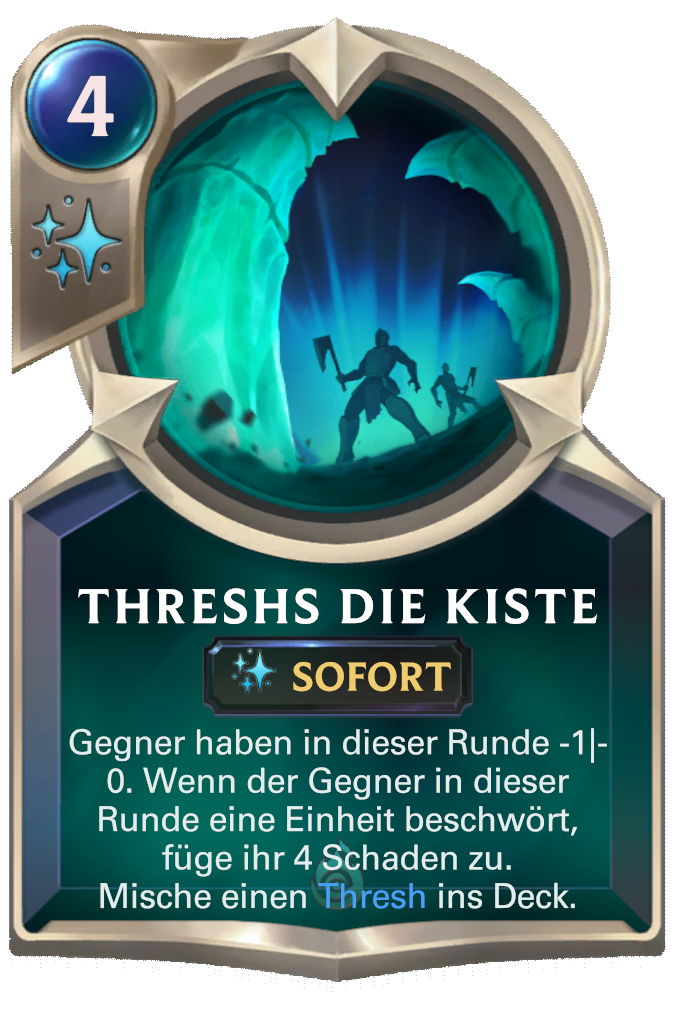 4
THRESHS DIE KISTE
SOFORT
Gegner haben in dieser Runde -1|-
0. Wenn der Gegner in dieser
Runde eine Einheit beschwört,
füge ihr 4 Schaden zu.
Mische einen Thresh ins Deck.